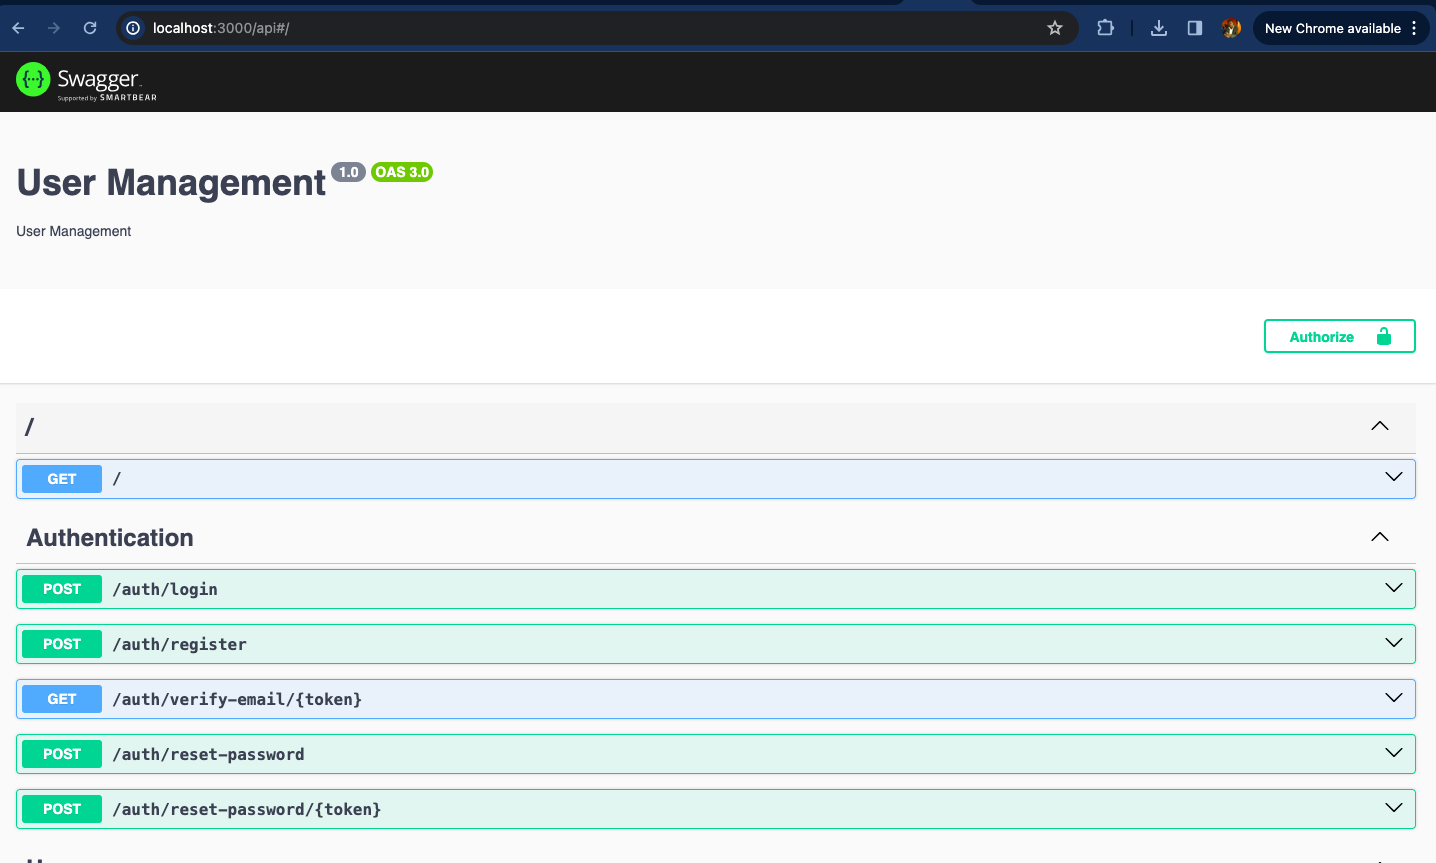 localhost:3000/api#/
New Chrome available
Swagger
Supported by SMARTBEAR
User Management 1.0 OAS 3.0
User Management
Authorize
/
GET /
Authentication
POST /auth/login
POST /auth/register
GET /auth/verify-email/{token}
POST /auth/reset-password
POST /auth/reset-password/{token}